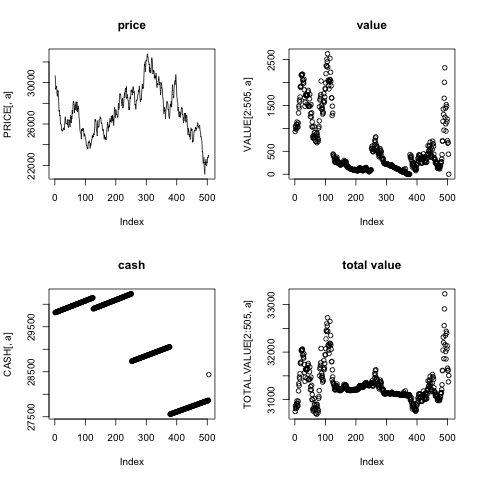 price
PRICE[, a]
22000 26000 30000
0 100 200 300 400 500
Index
value
VALUE[2:505, a]
0 500 1500 2500
0 100 200 300 400 500
Index
cash
CASH[, a]
27500 28500 29500
0 100 200 300 400 500
Index
total value
TOTAL.VALUE[2:505, a]
31000 32000 33000
0 100 200 300 400 500
Index